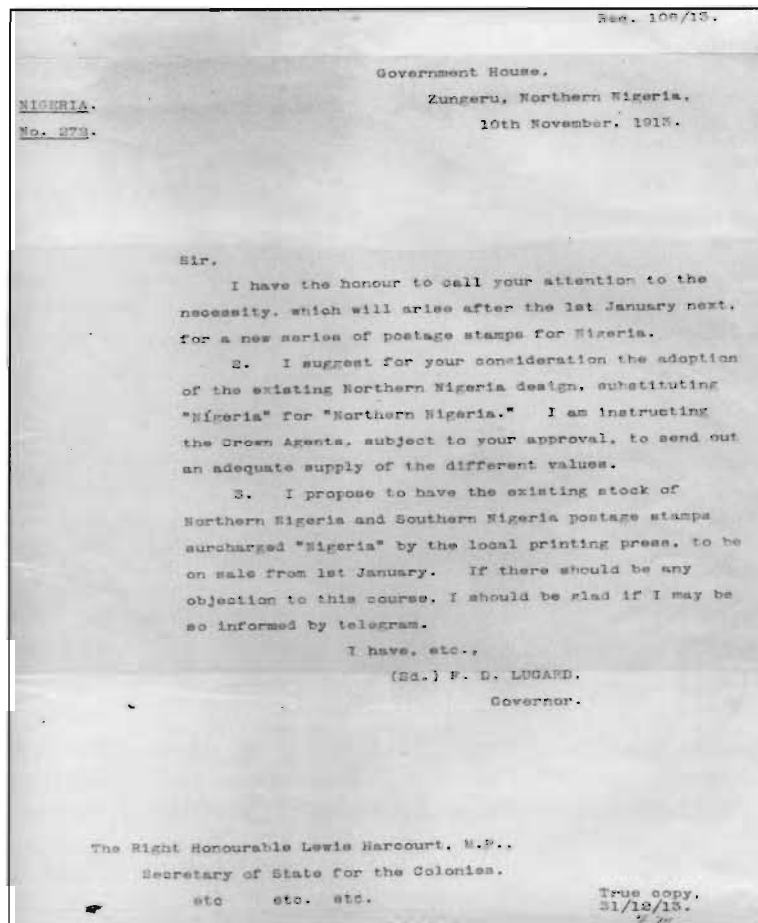 Reg. 106/13.
Government House,
Zungeru, Northern Nigeria,
10th November, 1913.
NIGERIA.
No. 272.
Sir,
I have the honour to call your attention to the
necessity, which will arise after the 1st January next,
for a new series of postage stamps for Nigeria.
2. I suggest for your consideration the adoption
of the existing Northern Nigeria design, substituting
"Nigeria" for "Northern Nigeria." I am instructing
the Crown Agents, subject to your approval, to send out
an adequate supply of the different values.
3. I propose to have the existing stock of
Northern Nigeria and Southern Nigeria postage stamps
surcharged "Nigeria" by the local printing press, to be
on sale from 1st January. If there should be any
objection to this course, I should be glad if I may be
so informed by telegram.
I have, etc.,
(Sd.) F. D. LUGARD.
Governor.
The Right Honourable Lewis Harcourt, M.P.,
Secretary of State for the Colonies,
etc etc. etc.
True copy,
31/12/13.